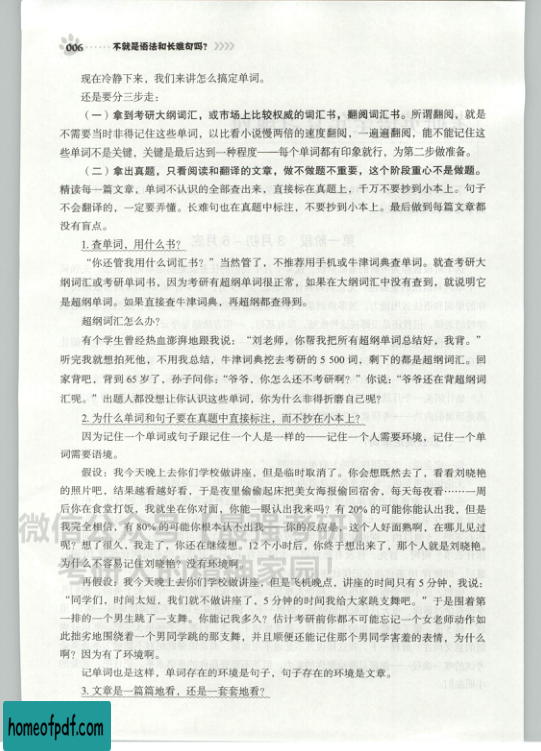 006 ······ 不就是语法和长难句吗？
现在冷静下来，我们来讲怎么搞定单词。
还是要分三步走：
（一）拿到考研大纲词汇，或市场上比较权威的词汇书，翻阅词汇书。所谓翻阅，就是
不需要当时非得记住这些单词，以比看小说慢两倍的速度翻阅，一遍遍翻阅，能不能记住这
些单词不是关键，关键是最后达到一种程度——每个单词都有印象就行，为第二步做准备。
（二）拿出真题，只看阅读和翻译的文章，做不做题不重要，这个阶段重心不是做题。
精读每一篇文章，单词不认识的全部查出来，直接标在真题上，千万不要抄到小本上。句子
不会翻译的，一定要弄懂。长难句也在真题中标注，不要抄到小本上。最后做到每篇文章都
没有盲点。
1. 查单词，用什么书？
“你还管我用什么词汇书？”当然管了，不推荐用手机或牛津词典查单词。就查考研大
纲词汇或考研单词书，因为考研有超纲单词很正常，如果在大纲词汇中没有查到，就说明它
是超纲单词。如果直接查牛津词典，再超纲都查得到。
超纲词汇怎么办？
有个学生曾经热血澎湃地跟我说：“刘老师，你帮我把所有超纲单词总结好，我背。”
听完我就想拍死他，不用我总结，牛津词典挖去考研的 5 500 词，剩下的都是超纲词汇。回
家背吧，背到 65 岁了，孙子问你：“爷爷，你怎么还不考研啊？”你说：“爷爷还在背超纲词
汇呢。”出题人都没想让你认识这些单词，你为什么非得折磨自己呢？
2. 为什么单词和句子要在真题中直接标注，而不抄在小本上？
因为记住一个单词或句子跟记住一个人是一样的——记住一个人需要环境，记住一个单
词需要语境。
假设：我今天晚上去你们学校做讲座，但是临时取消了。你会想既然去了，看看刘晓艳
的照片吧，结果越看越好看，于是夜里偷偷起床把美女海报偷回宿舍，每天每夜看……一周
后你在食堂打饭，我就坐在你对面，你能一眼认出我来吗？有 20% 的可能你能认出我，但是
我完全相信，有 80% 的可能你根本认不出我——你的反应是：这个人好面熟啊，在哪儿见过
呢？想了很久，我走了，你还在继续想。12 个小时后，你终于想出来了，那个人就是刘晓艳。
为什么不容易记住刘晓艳？没有环境啊。
再假设：我今天晚上去你们学校做讲座，但是飞机晚点，讲座的时间只有 5 分钟，我说：
“同学们，时间太短，我们就不做讲座了，5 分钟的时间我给大家跳支舞吧。”于是围着第
一排的一个男生跳了一支舞。你能记我多久？估计考研前你都不可能忘记一个女老师动作如
此拙劣地围绕着一个男同学跳的那支舞，并且顺便还能记住那个男同学害羞的表情，为什么
啊？因为有了环境啊。
记单词也是这样，单词存在的环境是句子，句子存在的环境是文章。
3. 文章是一篇篇地看，还是一套套地看？
homeofpdf.com